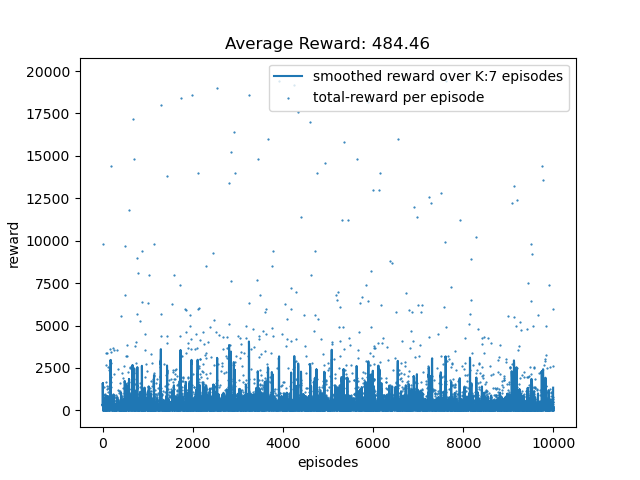 Average Reward: 484.46
20000
17500
15000
12500
10000
7500
5000
2500
0
reward
smoothed reward over K:7 episodes
total-reward per episode
0 2000 4000 6000 8000 10000
episodes